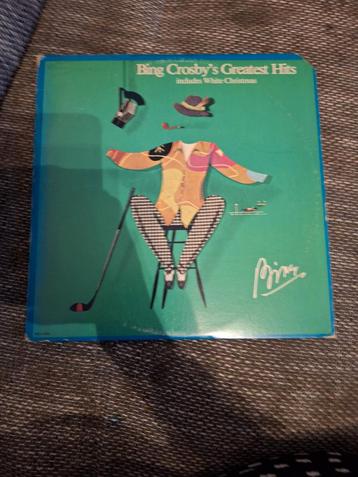 Bing Crosby's Greatest Hits
includes White Christmas
Bing